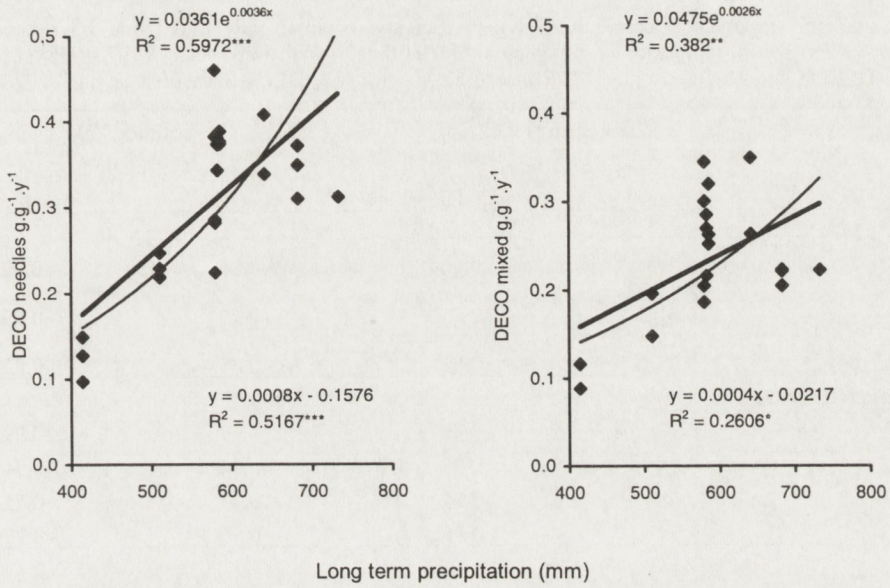 y = 0.0361e^0.0036x
R² = 0.5972***
0.5
0.4
0.3
0.2
0.1
0.0
DECO needles g.g⁻¹.y⁻¹
y = 0.0008x - 0.1576
R² = 0.5167***
400 500 600 700 800
y = 0.0475e^0.0026x
R² = 0.382**
0.5
0.4
0.3
0.2
0.1
0.0
DECO mixed g.g⁻¹.y⁻¹
y = 0.0004x - 0.0217
R² = 0.2606*
400 500 600 700 800
Long term precipitation (mm)